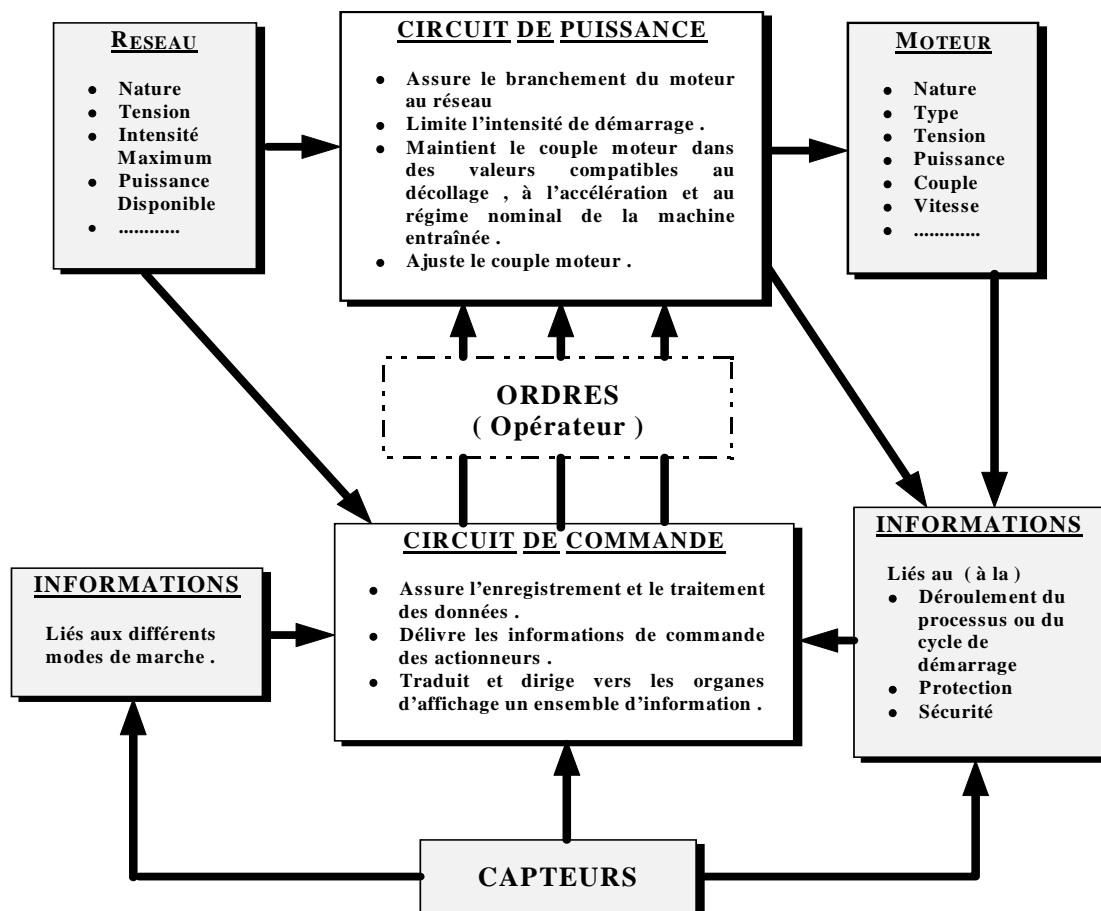 RESEAU
● Nature
● Tension
● Intensité
Maximum
● Puissance
Disponible
● ............
CIRCUIT DE PUISSANCE
● Assure le branchement du moteur
au réseau
● Limite l'intensité de démarrage .
● Maintient le couple moteur dans
des valeurs compatibles au
décollage , à l'accélération et au
régime nominal de la machine
entraînée .
● Ajuste le couple moteur .
MOTEUR
● Nature
● Type
● Tension
● Puissance
● Couple
● Vitesse
● .............
ORDRES
( Opérateur )
INFORMATIONS
Liés aux différents
modes de marche .
CIRCUIT DE COMMANDE
● Assure l'enregistrement et le traitement
des données .
● Délivre les informations de commande
des actionneurs .
● Traduit et dirige vers les organes
d'affichage un ensemble d'information .
INFORMATIONS
Liés au ( à la )
● Déroulement du
processus ou du
cycle de
démarrage
● Protection
● Sécurité
CAPTEURS